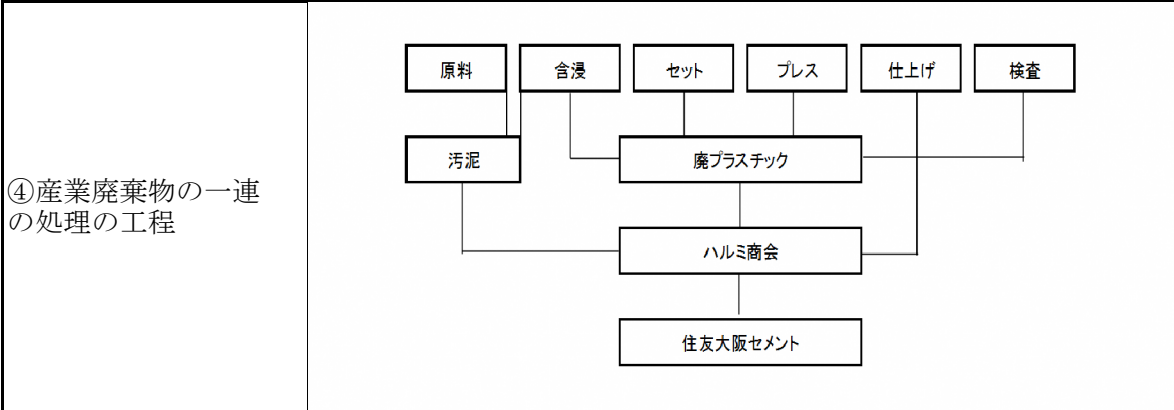 ④産業廃棄物の一連
の処理の工程
原料
含浸
セット
プレス
仕上げ
検査
汚泥
廃プラスチック
ハルミ商会
住友大阪セメント